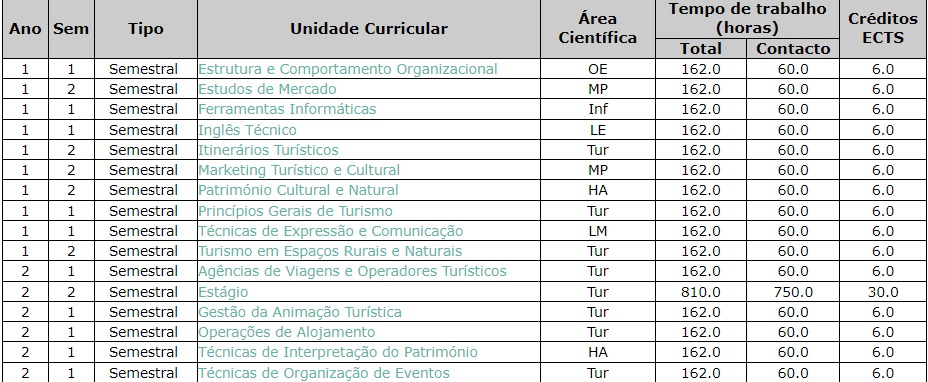 Ano Sem Tipo Unidade Curricular Área Científica Tempo de trabalho (horas) Créditos ECTS
Total Contacto
1 1 Semestral Estrutura e Comportamento Organizacional OE 162.0 60.0 6.0
1 2 Semestral Estudos de Mercado MP 162.0 60.0 6.0
1 1 Semestral Ferramentas Informáticas Inf 162.0 60.0 6.0
1 1 Semestral Inglês Técnico LE 162.0 60.0 6.0
1 2 Semestral Itinerários Turísticos Tur 162.0 60.0 6.0
1 2 Semestral Marketing Turístico e Cultural MP 162.0 60.0 6.0
1 2 Semestral Património Cultural e Natural HA 162.0 60.0 6.0
1 1 Semestral Princípios Gerais de Turismo Tur 162.0 60.0 6.0
1 1 Semestral Técnicas de Expressão e Comunicação LM 162.0 60.0 6.0
1 2 Semestral Turismo em Espaços Rurais e Naturais Tur 162.0 60.0 6.0
2 1 Semestral Agências de Viagens e Operadores Turísticos Tur 162.0 60.0 6.0
2 2 Semestral Estágio Tur 810.0 750.0 30.0
2 1 Semestral Gestão da Animação Turística Tur 162.0 60.0 6.0
2 1 Semestral Operações de Alojamento Tur 162.0 60.0 6.0
2 1 Semestral Técnicas de Interpretação do Património HA 162.0 60.0 6.0
2 1 Semestral Técnicas de Organização de Eventos Tur 162.0 60.0 6.0